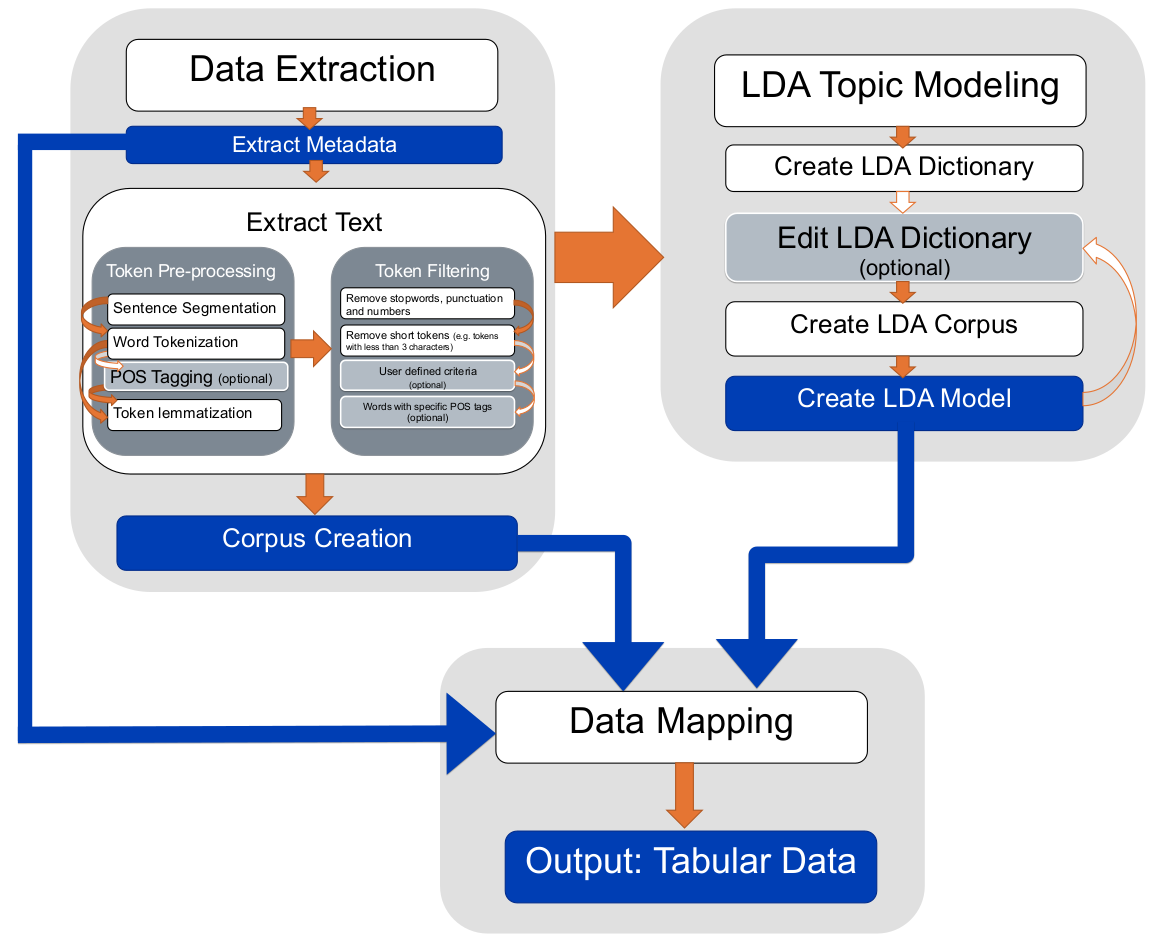 Data Extraction
Extract Metadata
Extract Text
Token Pre-processing
Sentence Segmentation
Word Tokenization
POS Tagging (optional)
Token lemmatization
Token Filtering
Remove stopwords, punctuation
and numbers
Remove short tokens (e.g. tokens
with less than 3 characters)
User defined criteria
(optional)
Words with specific POS tags
(optional)
Corpus Creation
LDA Topic Modeling
Create LDA Dictionary
Edit LDA Dictionary
(optional)
Create LDA Corpus
Create LDA Model
Data Mapping
Output: Tabular Data